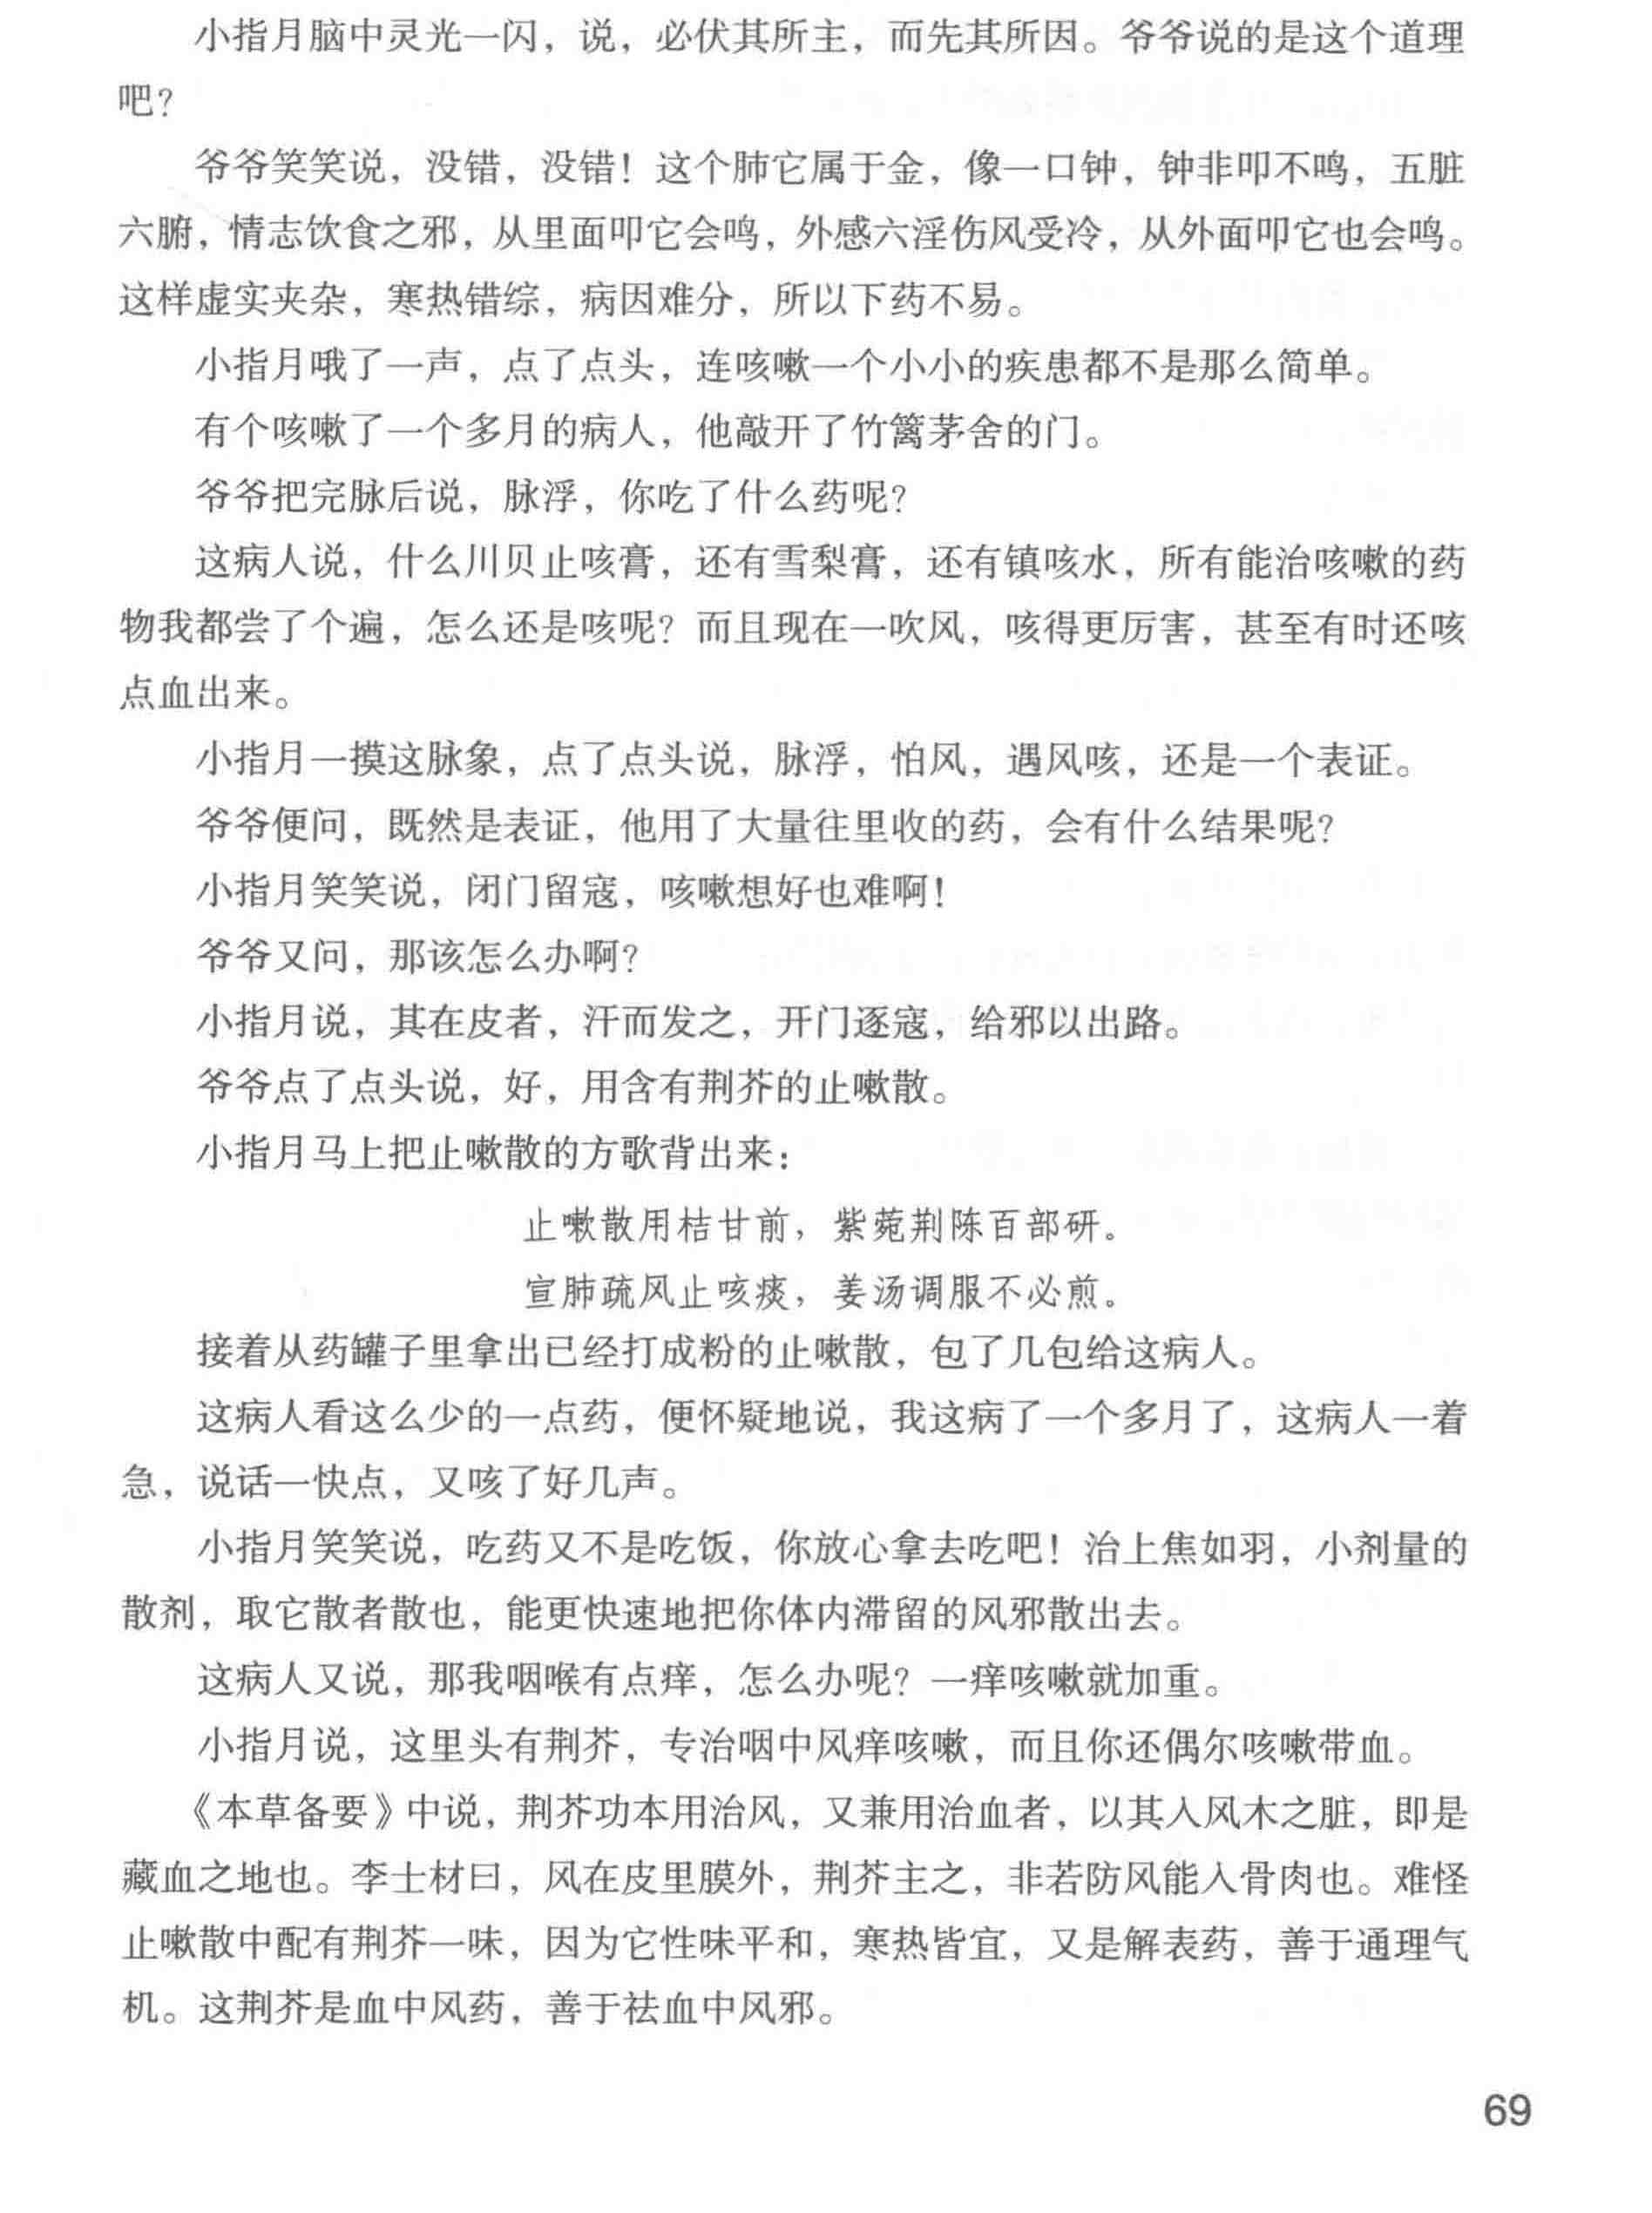 小指月脑中灵光一闪，说，必伏其所主，而先其所因。爷爷说的是这个道理
吧？
爷爷笑笑说，没错，没错！这个肺它属于金，像一口钟，钟非叩不鸣，五脏
六腑，情志饮食之邪，从里面叩它会鸣，外感六淫伤风受冷，从外面叩它也会鸣。
这样虚实夹杂，寒热错综，病因难分，所以下药不易。
小指月哦了一声，点了点头，连咳嗽一个小小的疾患都不是那么简单。
有个咳嗽了一个多月的病人，他敲开了竹篱茅舍的门。
爷爷把完脉后说，脉浮，你吃了什么药呢？
这病人说，什么川贝止咳膏，还有雪梨膏，还有镇咳水，所有能治咳嗽的药
物我都尝了个遍，怎么还是咳呢？而且现在一吹风，咳得更厉害，甚至有时还咳
点血出来。
小指月一摸这脉象，点了点头说，脉浮，怕风，遇风咳，还是一个表证。
爷爷便问，既然是表证，他用了大量往里收的药，会有什么结果呢？
小指月笑笑说，闭门留寇，咳嗽想好也难啊！
爷爷又问，那该怎么办啊？
小指月说，其在皮者，汗而发之，开门逐寇，给邪以出路。
爷爷点了点头说，好，用含有荆芥的止嗽散。
小指月马上把止嗽散的方歌背出来：
止嗽散用桔甘前，紫菀荆陈百部研。
宣肺疏风止咳痰，姜汤调服不必煎。
接着从药罐子里拿出已经打成粉的止嗽散，包了几包给这病人。
这病人看这么少的一点药，便怀疑地说，我这病了一个多月了，这病人一着
急，说话一快点，又咳了好几声。
小指月笑笑说，吃药又不是吃饭，你放心拿去吃吧！治上焦如羽，小剂量的
散剂，取它散者散也，能更快速地把你体内滞留的风邪散出去。
这病人又说，那我咽喉有点痒，怎么办呢？一痒咳嗽就加重。
小指月说，这里头有荆芥，专治咽中风痒咳嗽，而且你还偶尔咳嗽带血。
《本草备要》中说，荆芥功本用治风，又兼用治血者，以其入风木之脏，即是
藏血之地也。李士材曰，风在皮里膜外，荆芥主之，非若防风能入骨肉也。难怪
止嗽散中配有荆芥一味，因为它性味平和，寒热皆宜，又是解表药，善于通理气
机。这荆芥是血中风药，善于祛血中风邪。
69